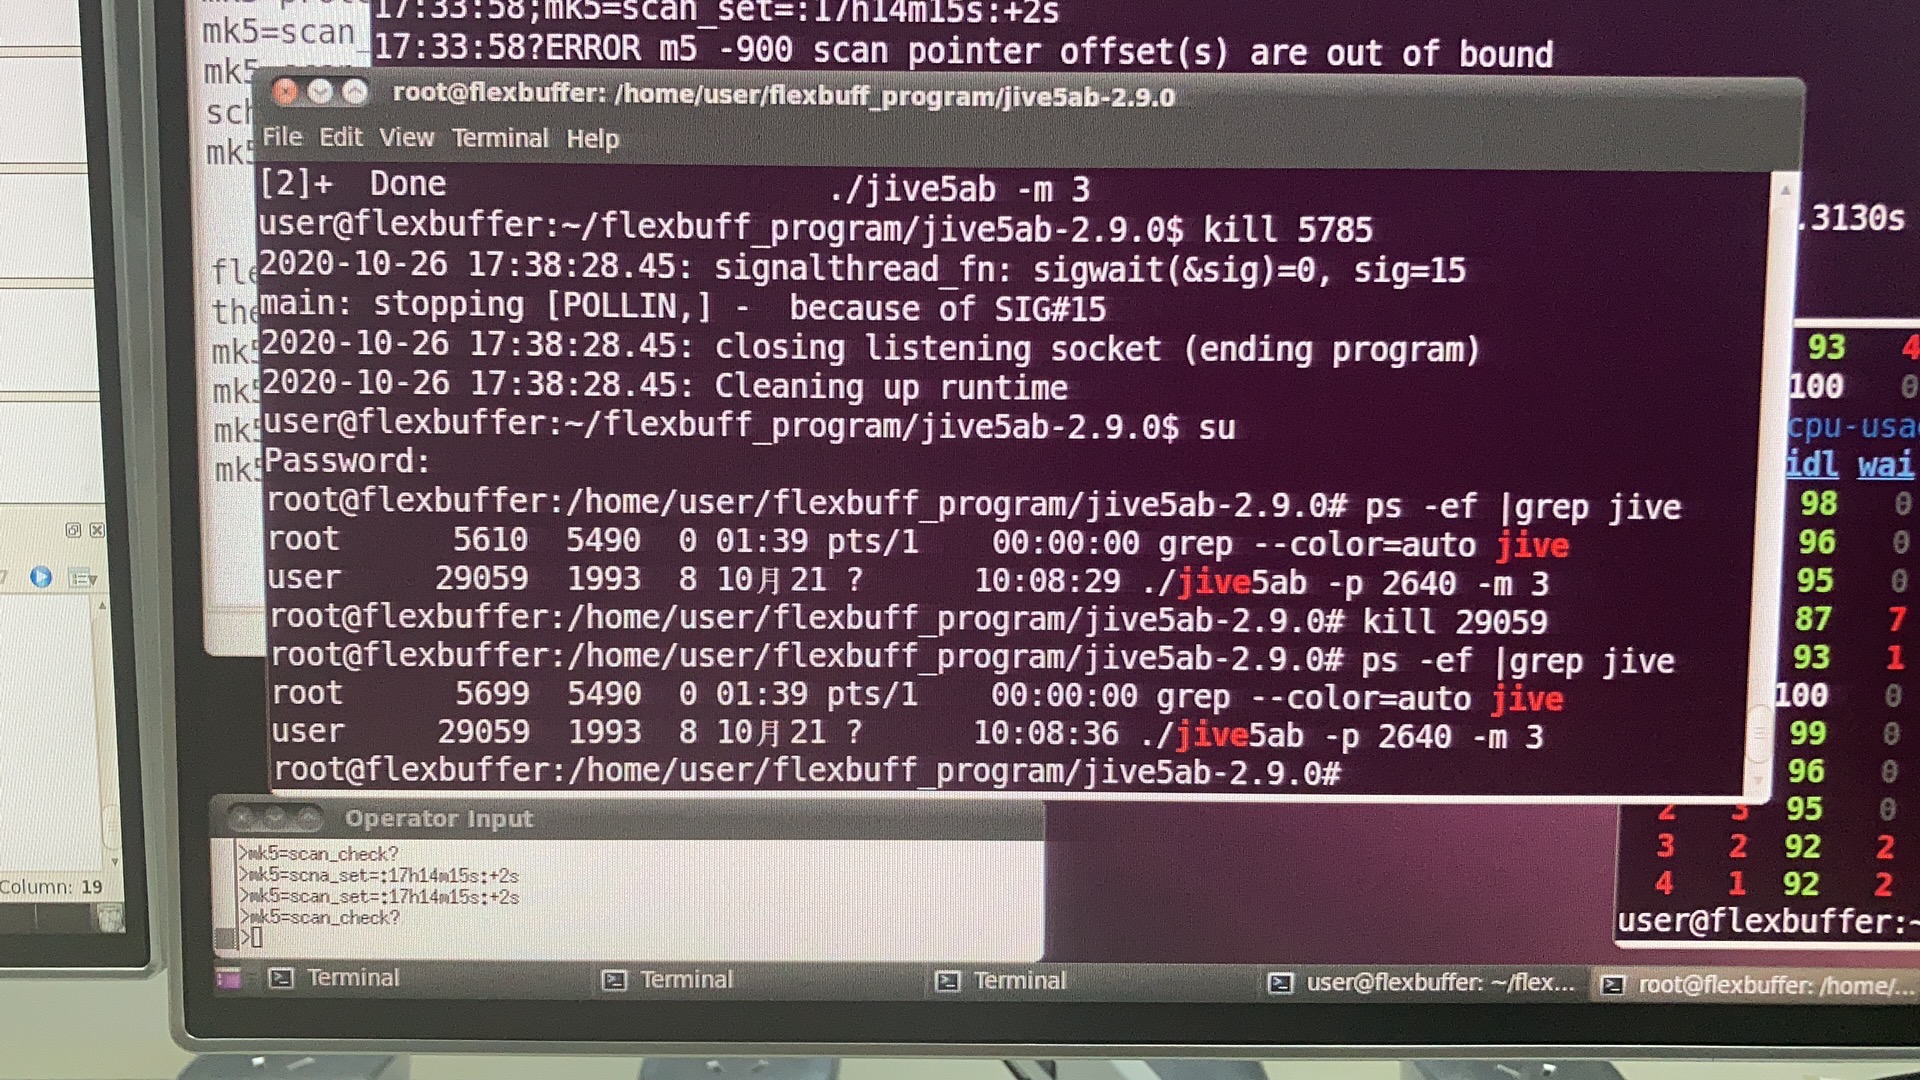 17:33:58;mk5=scan_set=:17h14m15s:+2s
mk5=scan_
17:33:58?ERROR m5 -900 scan pointer offset(s) are out of bound
mk5
root@flexbuffer: /home/user/flexbuff_program/jive5ab-2.9.0
sch
File Edit View Terminal Help
mk5
[2]+ Done ./jive5ab -m 3
user@flexbuffer:~/flexbuff_program/jive5ab-2.9.0$ kill 5785
.3130s
fle
2020-10-26 17:38:28.45: signalthread_fn: sigwait(&sig)=0, sig=15
the
main: stopping [POLLIN,] - because of SIG#15
mk5
2020-10-26 17:38:28.45: closing listening socket (ending program)
93 4
mk5
2020-10-26 17:38:28.45: Cleaning up runtime
100 0
mk5
user@flexbuffer:~/flexbuff_program/jive5ab-2.9.0$ su
cpu-usa
mk5
Password:
idl wai
root@flexbuffer:/home/user/flexbuff_program/jive5ab-2.9.0# ps -ef |grep jive
98 0
root 5610 5490 0 01:39 pts/1 00:00:00 grep --color=auto jive
96 0
user 29059 1993 8 10月21 ? 10:08:29 ./jive5ab -p 2640 -m 3
95 0
root@flexbuffer:/home/user/flexbuff_program/jive5ab-2.9.0# kill 29059
87 7
root@flexbuffer:/home/user/flexbuff_program/jive5ab-2.9.0# ps -ef |grep jive
93 1
root 5699 5490 0 01:39 pts/1 00:00:00 grep --color=auto jive
100 0
user 29059 1993 8 10月21 ? 10:08:36 ./jive5ab -p 2640 -m 3
99 0
root@flexbuffer:/home/user/flexbuff_program/jive5ab-2.9.0#
96 0
2 3 95 0
3 2 92 2
4 1 92 2
user@flexbuffer:~
Operator Input
>mk5=scan_check?
>mk5=scna_set=:17h14m15s:+2s
>mk5=scan_set=:17h14m15s:+2s
>mk5=scan_check?
>
Column: 19
Terminal
Terminal
Terminal
user@flexbuffer: ~/flex...
root@flexbuffer: /home/...